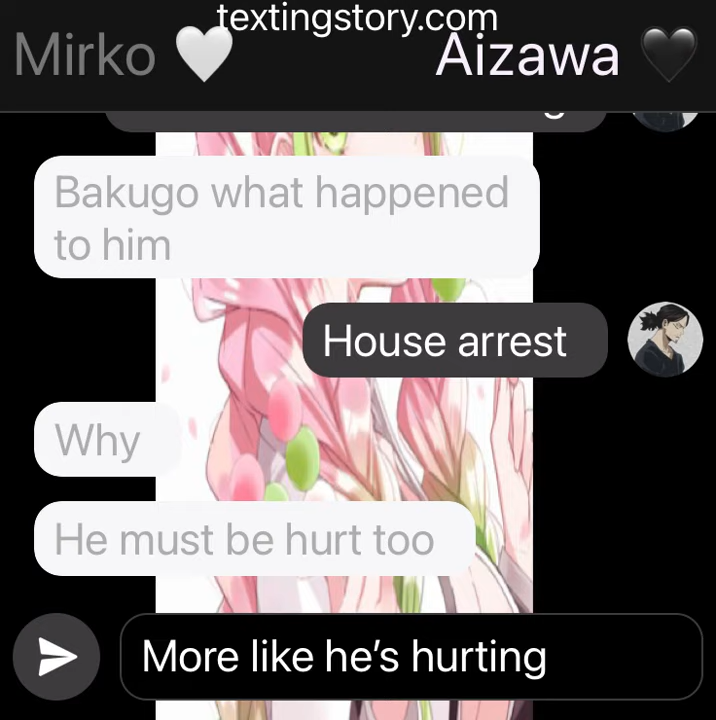 textingstory.com
Mirko 🤍 Aizawa 🖤
Bakugo what happened
to him
House arrest
Why
He must be hurt too
More like he’s hurting